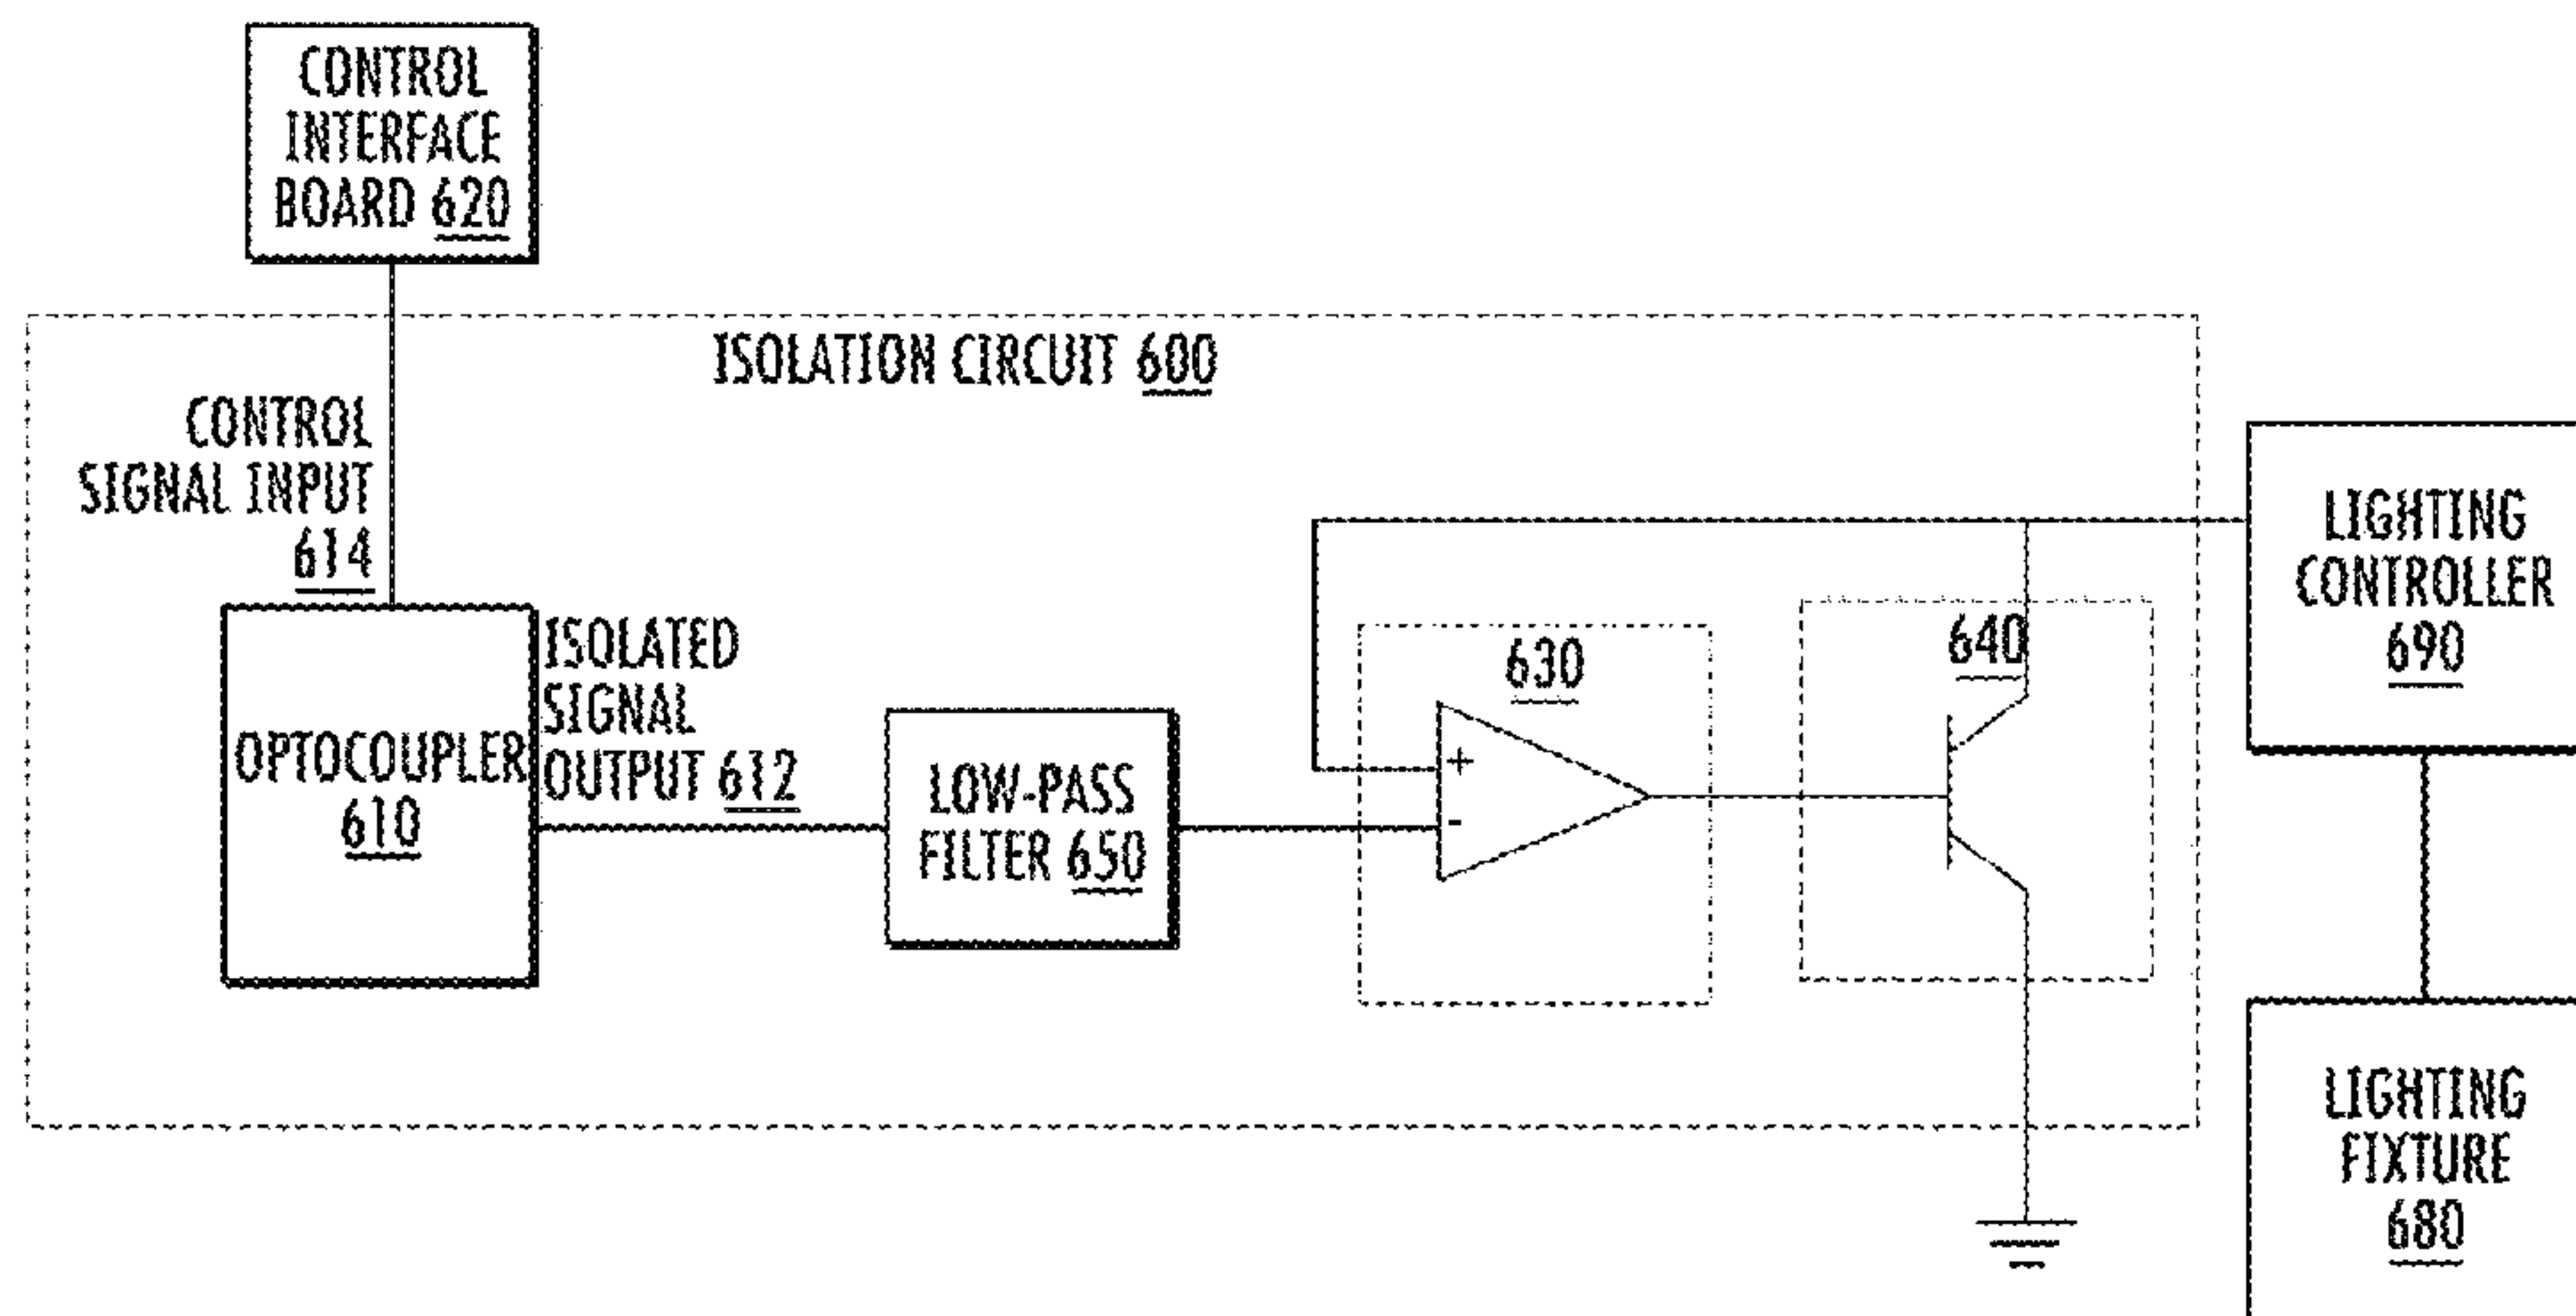 CONTROL
INTERFACE
BOARD 620
ISOLATION CIRCUIT 600
CONTROL
SIGNAL INPUT
614
OPTOCOUPLER
610
ISOLATED
SIGNAL
OUTPUT 612
LOW-PASS
FILTER 650
630
+
-
640
LIGHTING
CONTROLLER
690
LIGHTING
FIXTURE
680